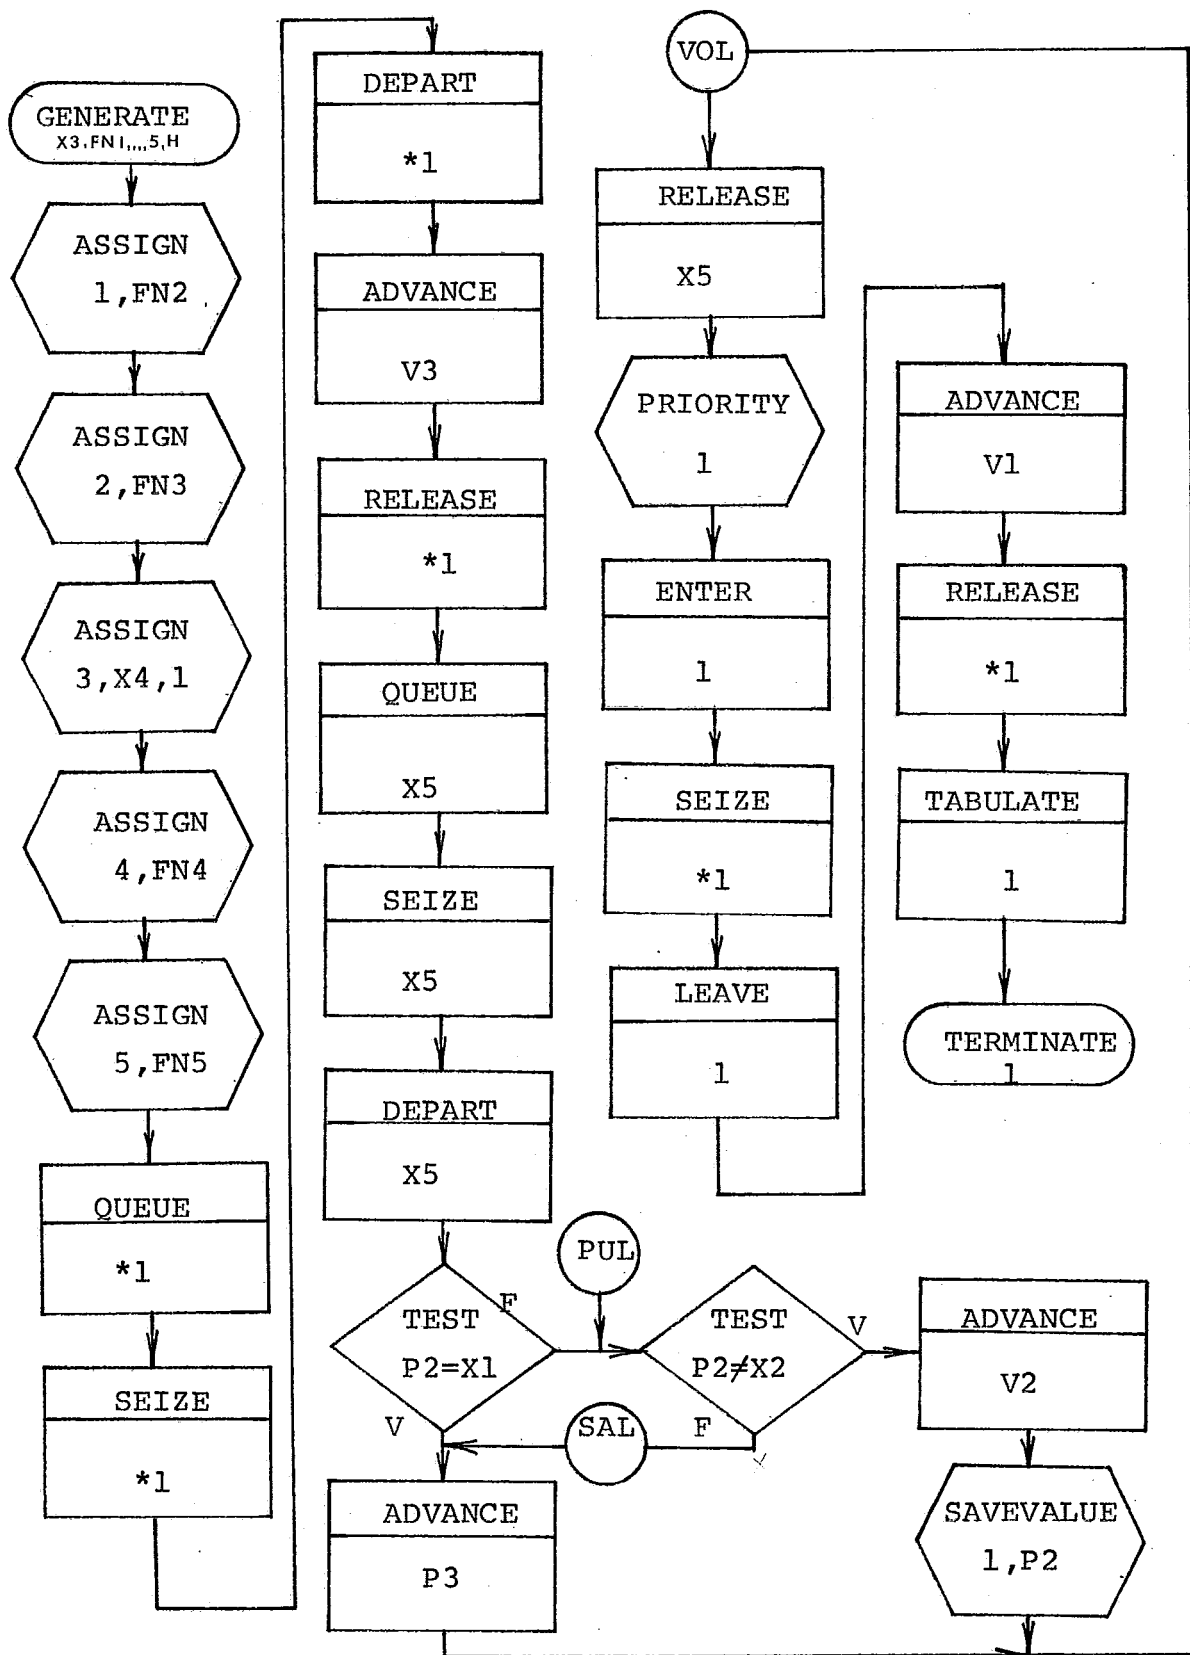 GENERATE
X3,FN1,,,,5,H
ASSIGN
1,FN2
ASSIGN
2,FN3
ASSIGN
3,X4,1
ASSIGN
4,FN4
ASSIGN
5,FN5
QUEUE
*1
SEIZE
*1
DEPART
*1
ADVANCE
V3
RELEASE
*1
QUEUE
X5
SEIZE
X5
DEPART
X5
TEST
P2=X1
F
V
PUL
TEST
P2≠X2
V
F
SAL
ADVANCE
P3
ADVANCE
V2
SAVEVALUE
1,P2
VOL
RELEASE
X5
PRIORITY
1
ENTER
1
SEIZE
*1
LEAVE
1
ADVANCE
V1
RELEASE
*1
TABULATE
1
TERMINATE
1